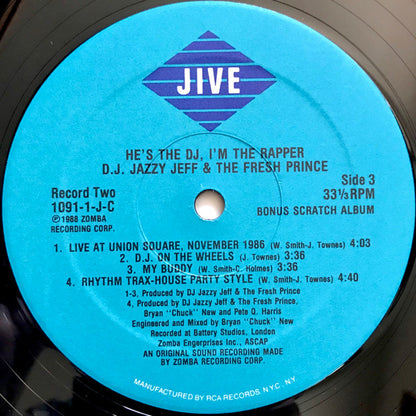 JIVE
HE'S THE DJ, I'M THE RAPPER
D.J. JAZZY JEFF & THE FRESH PRINCE
Record Two
1091-1-J-C
℗1988 ZOMBA
RECORDING CORP.
Side 3
33⅓RPM
BONUS SCRATCH ALBUM
1. LIVE AT UNION SQUARE, NOVEMBER 1986 (W. Smith-J. Townes) 4:03
2. D.J. ON THE WHEELS (J. Townes) 3:36
3. MY BUDDY (W. Smith-C. Holmes) 3:36
4. RHYTHM TRAX-HOUSE PARTY STYLE (W. Smith-J. Townes) 4:40
1-3, Produced by DJ Jazzy Jeff & The Fresh Prince
4, Produced by DJ Jazzy Jeff & The Fresh Prince,
Bryan "Chuck" New and Pete Q. Harris
Engineered and Mixed by Bryan "Chuck" New
Recorded at Battery Studios, London
Zomba Engerprises Inc., ASCAP
AN ORIGINAL SOUND RECORDING MADE
BY ZOMBA RECORDING CORP.
MANUFACTURED BY RCA RECORDS N.Y.C., N.Y